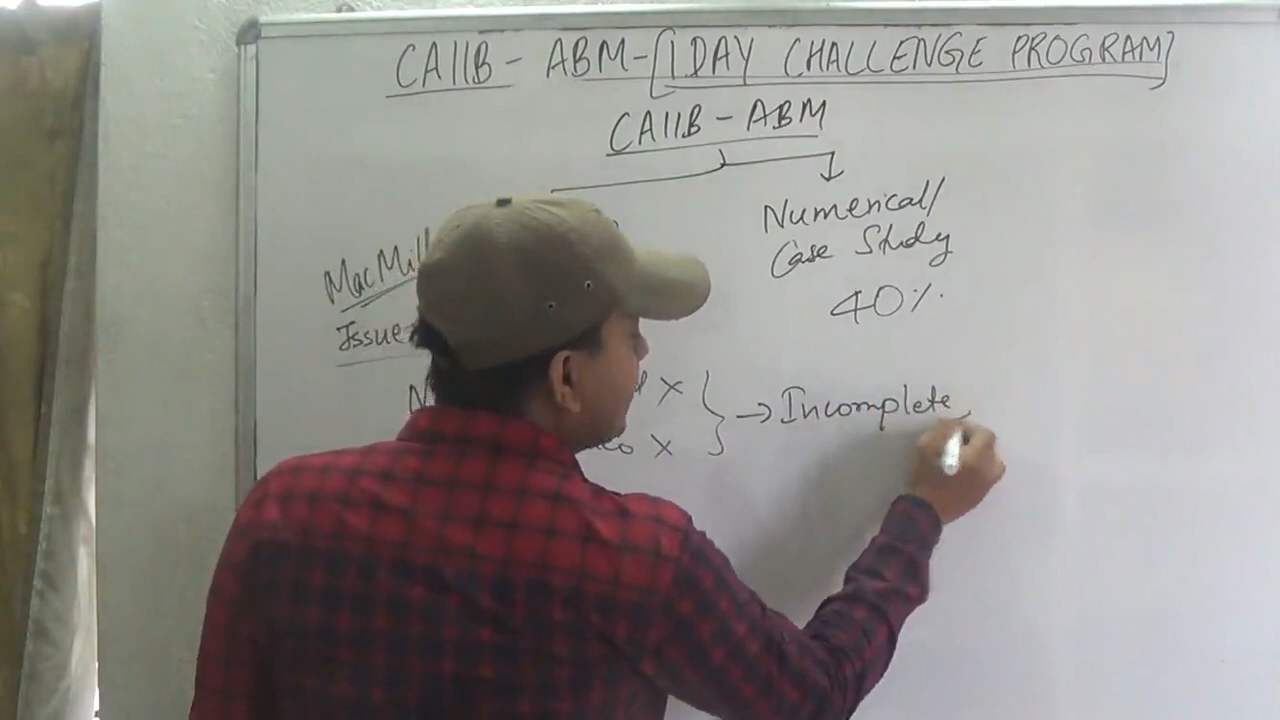 CAIIB - ABM - [1 DAY CHALLENGE PROGRAM]
CAIIB - ABM
Numerical/
Case Study
40%
MacMill
Issue
X
X } → Incomplete